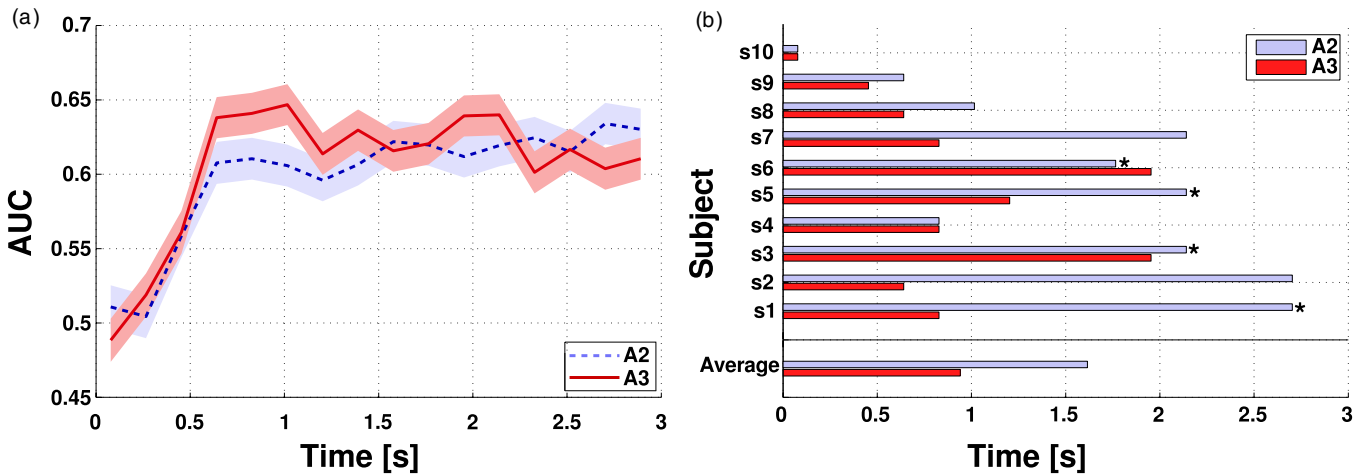 (a)
0.7
0.65
0.6
0.55
0.5
0.45
AUC
0
0.5
1
1.5
2
2.5
3
Time [s]
A2
A3
(b)
A2
A3
s10
s9
s8
s7
s6
*
s5
*
s4
s3
*
s2
s1
*
Average
Subject
0
0.5
1
1.5
2
2.5
3
Time [s]